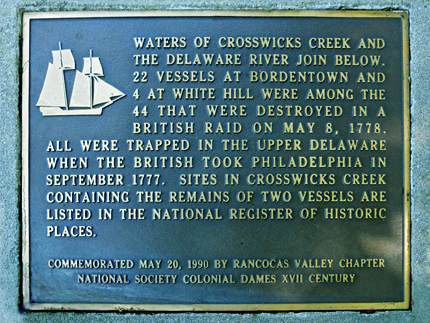 WATERS OF CROSSWICKS CREEK AND
THE DELAWARE RIVER JOIN BELOW.
22 VESSELS AT BORDENTOWN AND
4 AT WHITE HILL WERE AMONG THE
44 THAT WERE DESTROYED IN A
BRITISH RAID ON MAY 8, 1778.
ALL WERE TRAPPED IN THE UPPER DELAWARE
WHEN THE BRITISH TOOK PHILADELPHIA IN
SEPTEMBER 1777. SITES IN CROSSWICKS CREEK
CONTAINING THE REMAINS OF TWO VESSELS ARE
LISTED IN THE NATIONAL REGISTER OF HISTORIC
PLACES.
COMMEMORATED MAY 20, 1990 BY RANCOCAS VALLEY CHAPTER
NATIONAL SOCIETY COLONIAL DAMES XVII CENTURY